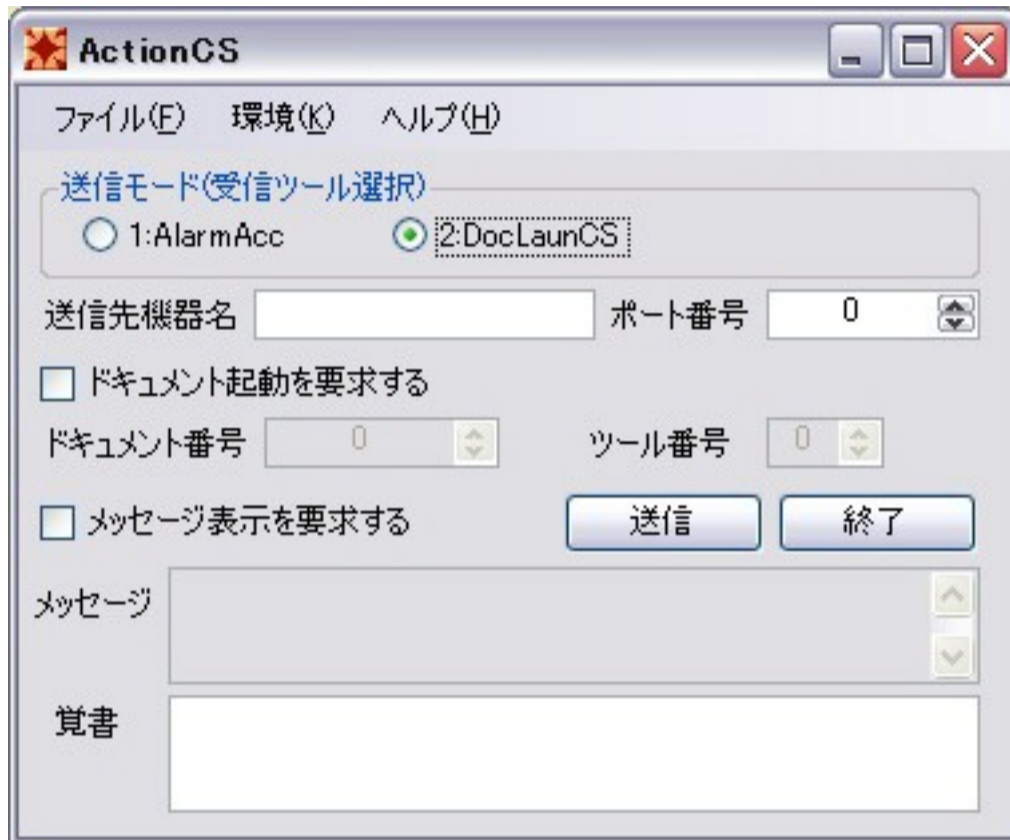 ActionCS
ファイル(F) 環境(K) ヘルプ(H)
送信モード(受信ツール選択)
1:AlarmAcc 2:DocLaunCS
送信先機器名 ポート番号 0
ドキュメント起動を要求する
ドキュメント番号 0 ツール番号 0
メッセージ表示を要求する 送信 終了
メッセージ
覚書